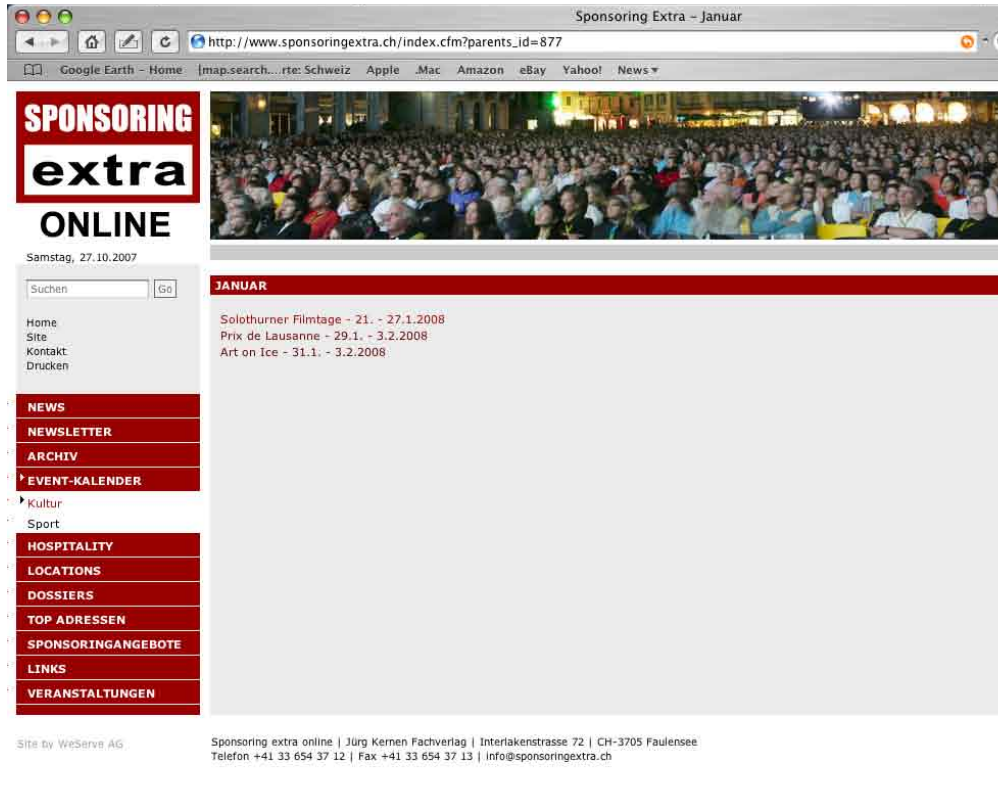 Sponsoring Extra – Januar
http://www.sponsoringextra.ch/index.cfm?parents_id=877
Google Earth – Home [map.search....rte: Schweiz Apple .Mac Amazon eBay Yahoo! News ▾
SPONSORING
extra
ONLINE
Samstag, 27.10.2007
Suchen Go
Home
Site
Kontakt
Drucken
NEWS
NEWSLETTER
ARCHIV
EVENT-KALENDER
Kultur
Sport
HOSPITALITY
LOCATIONS
DOSSIERS
TOP ADRESSEN
SPONSORINGANGEBOTE
LINKS
VERANSTALTUNGEN
JANUAR
Solothurner Filmtage - 21. - 27.1.2008
Prix de Lausanne - 29.1. - 3.2.2008
Art on Ice - 31.1. - 3.2.2008
Site by WeServe AG
Sponsoring extra online | Jürg Kernen Fachverlag | Interlakenstrasse 72 | CH-3705 Faulensee
Telefon +41 33 654 37 12 | Fax +41 33 654 37 13 | info@sponsoringextra.ch